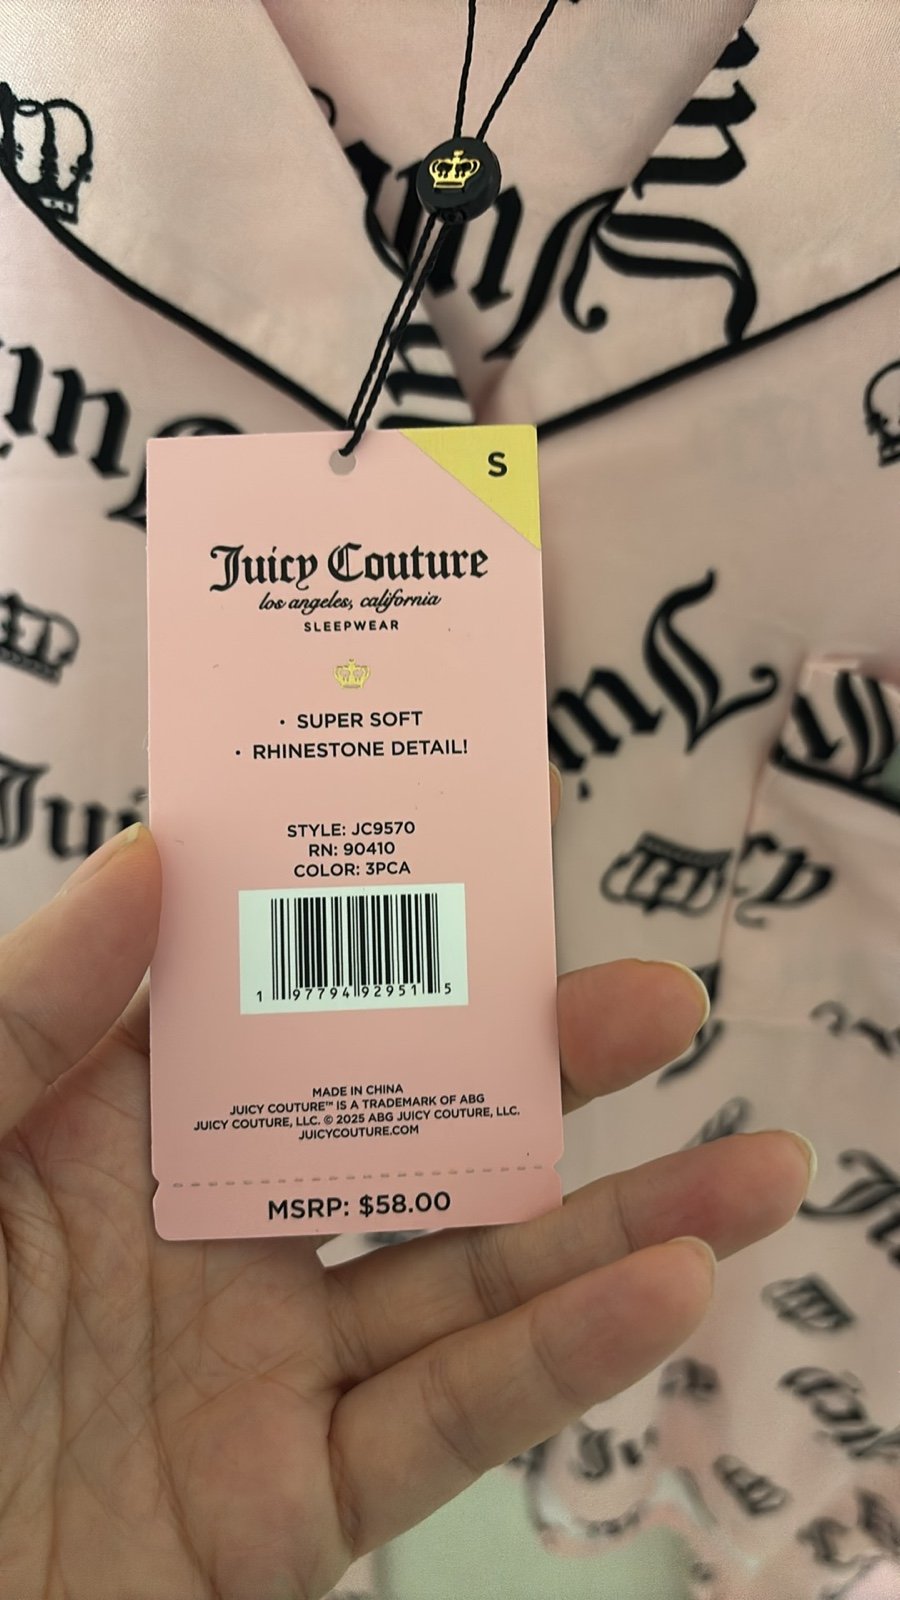 S
Juicy Couture
los angeles, california
SLEEPWEAR
• SUPER SOFT
• RHINESTONE DETAIL!
STYLE: JC9570
RN: 90410
COLOR: 3PCA
1 97794 92951 5
MADE IN CHINA
JUICY COUTURE™ IS A TRADEMARK OF ABG
JUICY COUTURE, LLC. © 2025 ABG JUICY COUTURE, LLC.
JUICYCOUTURE.COM
MSRP: $58.00